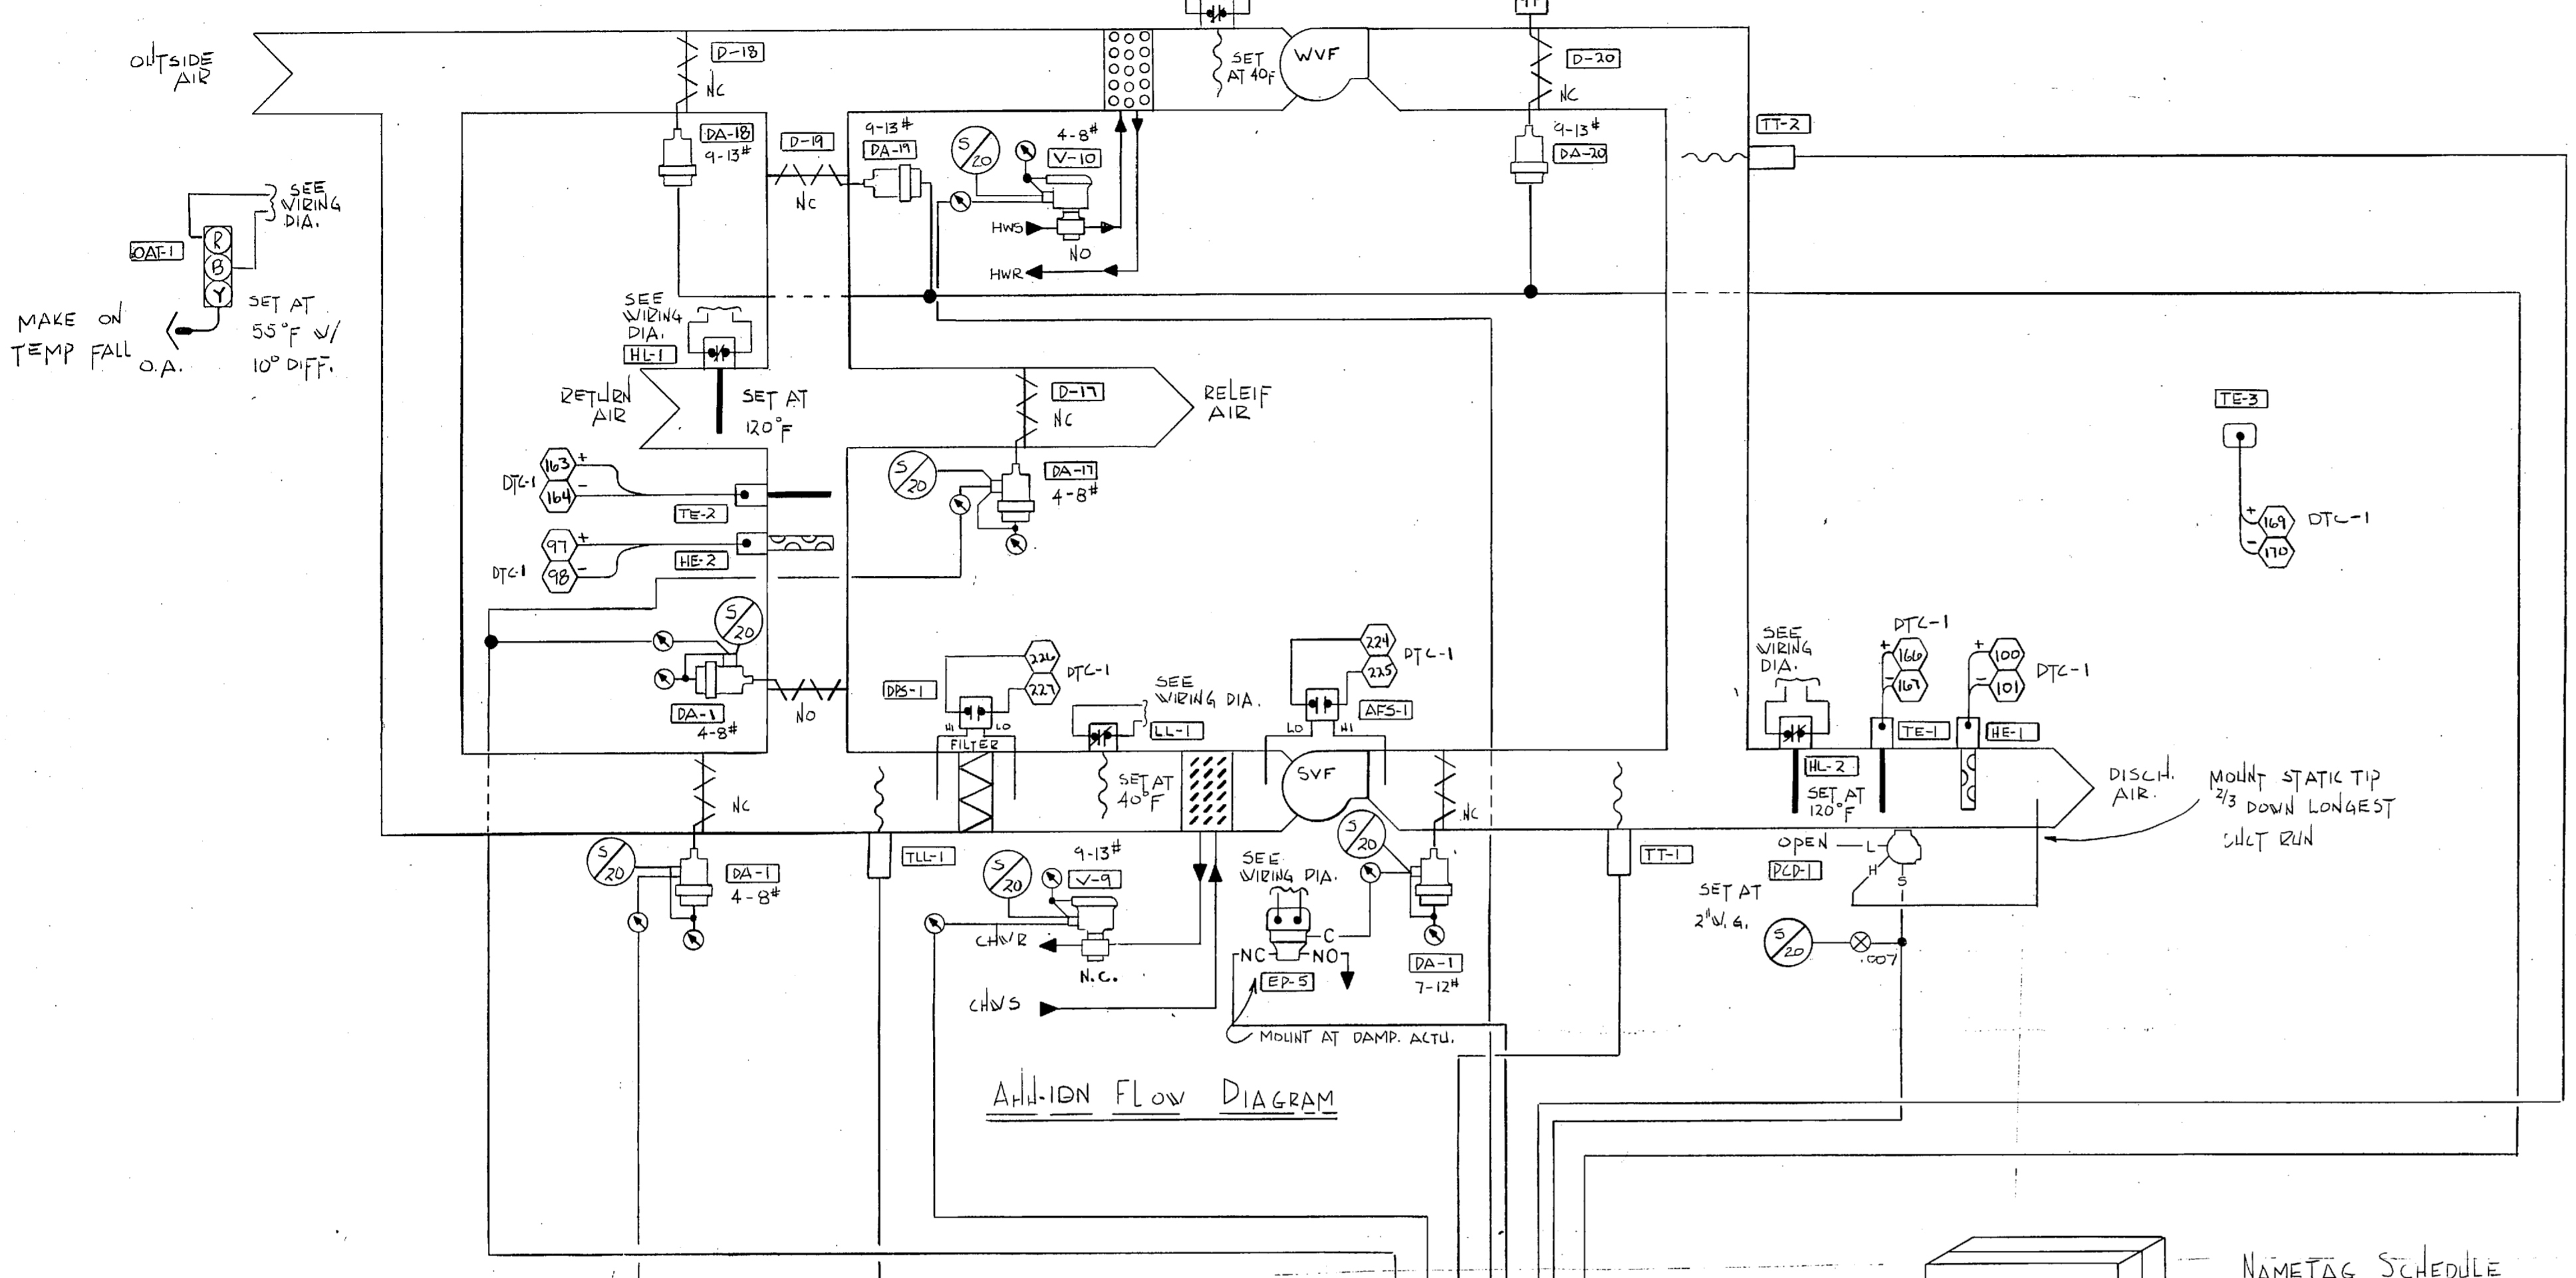 OUTSIDE
AIR
D-18
NC
SET
AT 40F
WVF
D-20
NC
TT-2
DA-18
9-13#
D-19
NC
9-13#
DA-19
S/20
4-8#
V-10
HWS
NO
HWR
9-13#
DA-20
SEE
WIRING
DIA.
OAT-1
R
B
Y
MAKE ON
TEMP FALL
O.A.
SET AT
55°F W/
10° DIFF.
SEE
WIRING
DIA.
HL-1
RETURN
AIR
SET AT
120°F
D-17
NC
RELEIF
AIR
TE-3
+
169
DTC-1
-
170
163
+
DTC-1
164
-
TE-2
97
+
DTC-1
98
-
HE-2
S/20
DA-17
4-8#
S/20
DA-1
4-8#
NO
226
DTC-1
227
DPS-1
HI
LO
FILTER
SEE
WIRING DIA.
LL-1
SET AT
40°F
224
DTC-1
225
AFS-1
LO
HI
SVF
NC
NC
SEE
WIRING
DIA.
HL-2
SET AT
120°F
DTC-1
+
166
-
167
TE-1
+
100
-
101
DTC-1
HE-1
DISCH.
AIR.
MOUNT STATIC TIP
2/3 DOWN LONGEST
DUCT RUN
S/20
DA-1
4-8#
TLL-1
S/20
9-13#
V-9
CHWR
N.C.
CHWS
SEE
WIRING DIA.
C
NC
NO
EP-5
MOUNT AT DAMP. ACTU.
S/20
DA-1
7-12#
TT-1
OPEN
L
H
S
PCD-1
SET AT
2" W.G.
S/20
.007
AHU-1DN FLOW DIAGRAM
NAMETAG SCHEDULE